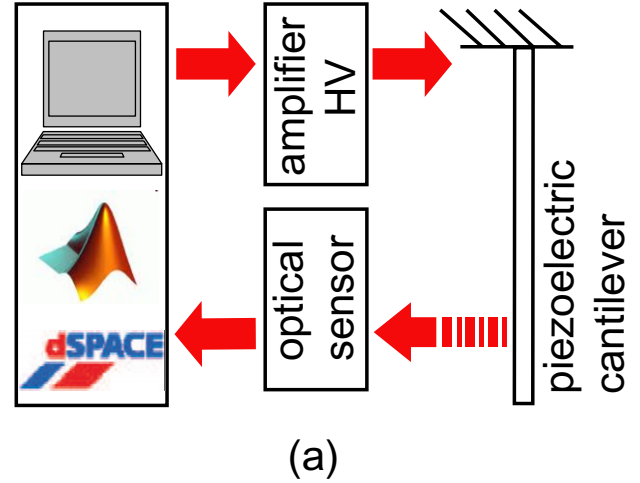 amplifier
HV
optical
sensor
piezoelectric
cantilever
dSPACE
(a)